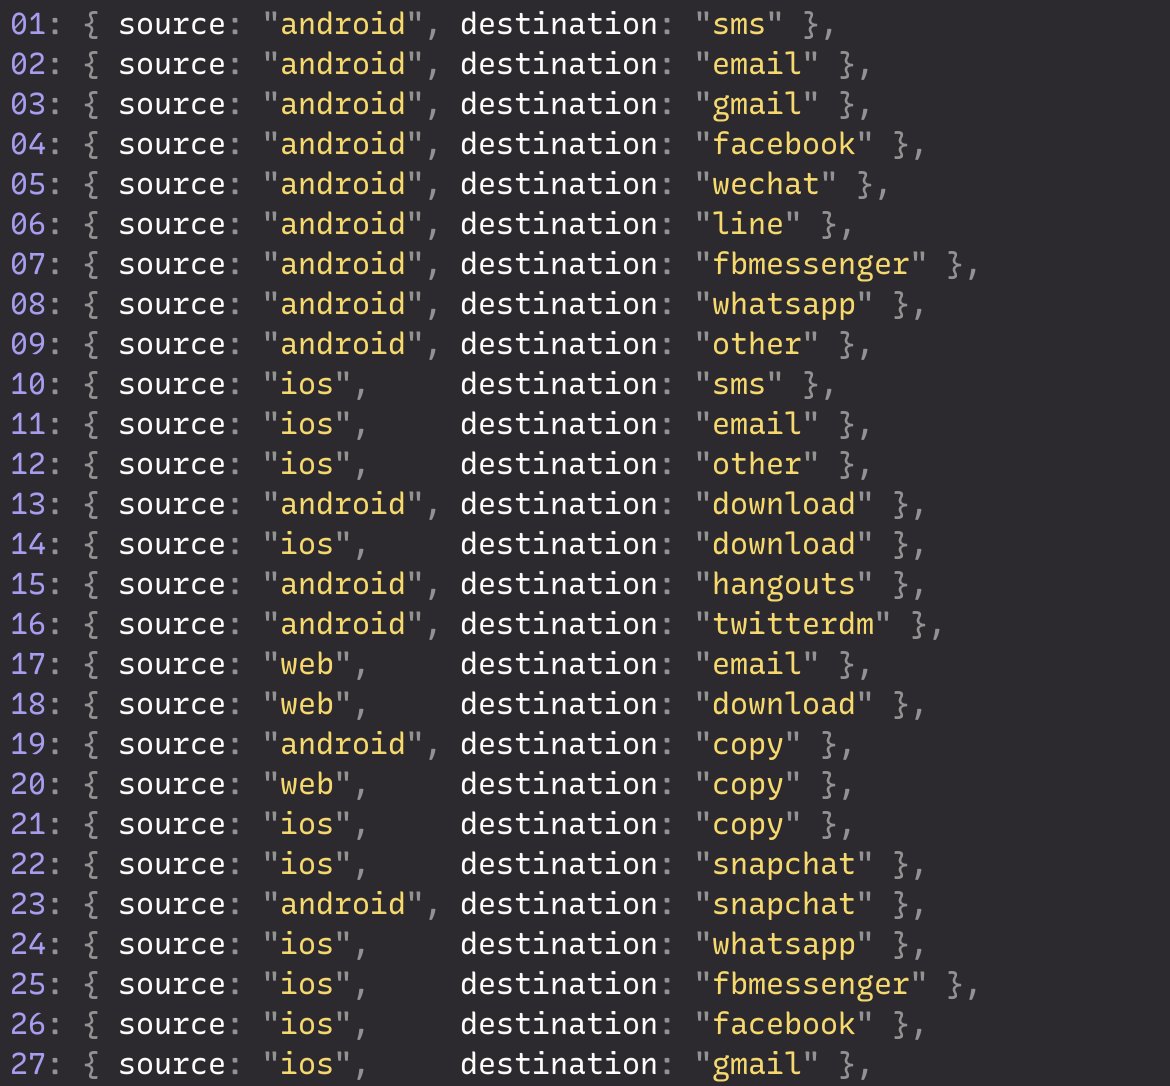 01: { source: "android", destination: "sms" },
02: { source: "android", destination: "email" },
03: { source: "android", destination: "gmail" },
04: { source: "android", destination: "facebook" },
05: { source: "android", destination: "wechat" },
06: { source: "android", destination: "line" },
07: { source: "android", destination: "fbmessenger" },
08: { source: "android", destination: "whatsapp" },
09: { source: "android", destination: "other" },
10: { source: "ios",     destination: "sms" },
11: { source: "ios",     destination: "email" },
12: { source: "ios",     destination: "other" },
13: { source: "android", destination: "download" },
14: { source: "ios",     destination: "download" },
15: { source: "android", destination: "hangouts" },
16: { source: "android", destination: "twitterdm" },
17: { source: "web",     destination: "email" },
18: { source: "web",     destination: "download" },
19: { source: "android", destination: "copy" },
20: { source: "web",     destination: "copy" },
21: { source: "ios",     destination: "copy" },
22: { source: "ios",     destination: "snapchat" },
23: { source: "android", destination: "snapchat" },
24: { source: "ios",     destination: "whatsapp" },
25: { source: "ios",     destination: "fbmessenger" },
26: { source: "ios",     destination: "facebook" },
27: { source: "ios",     destination: "gmail" },